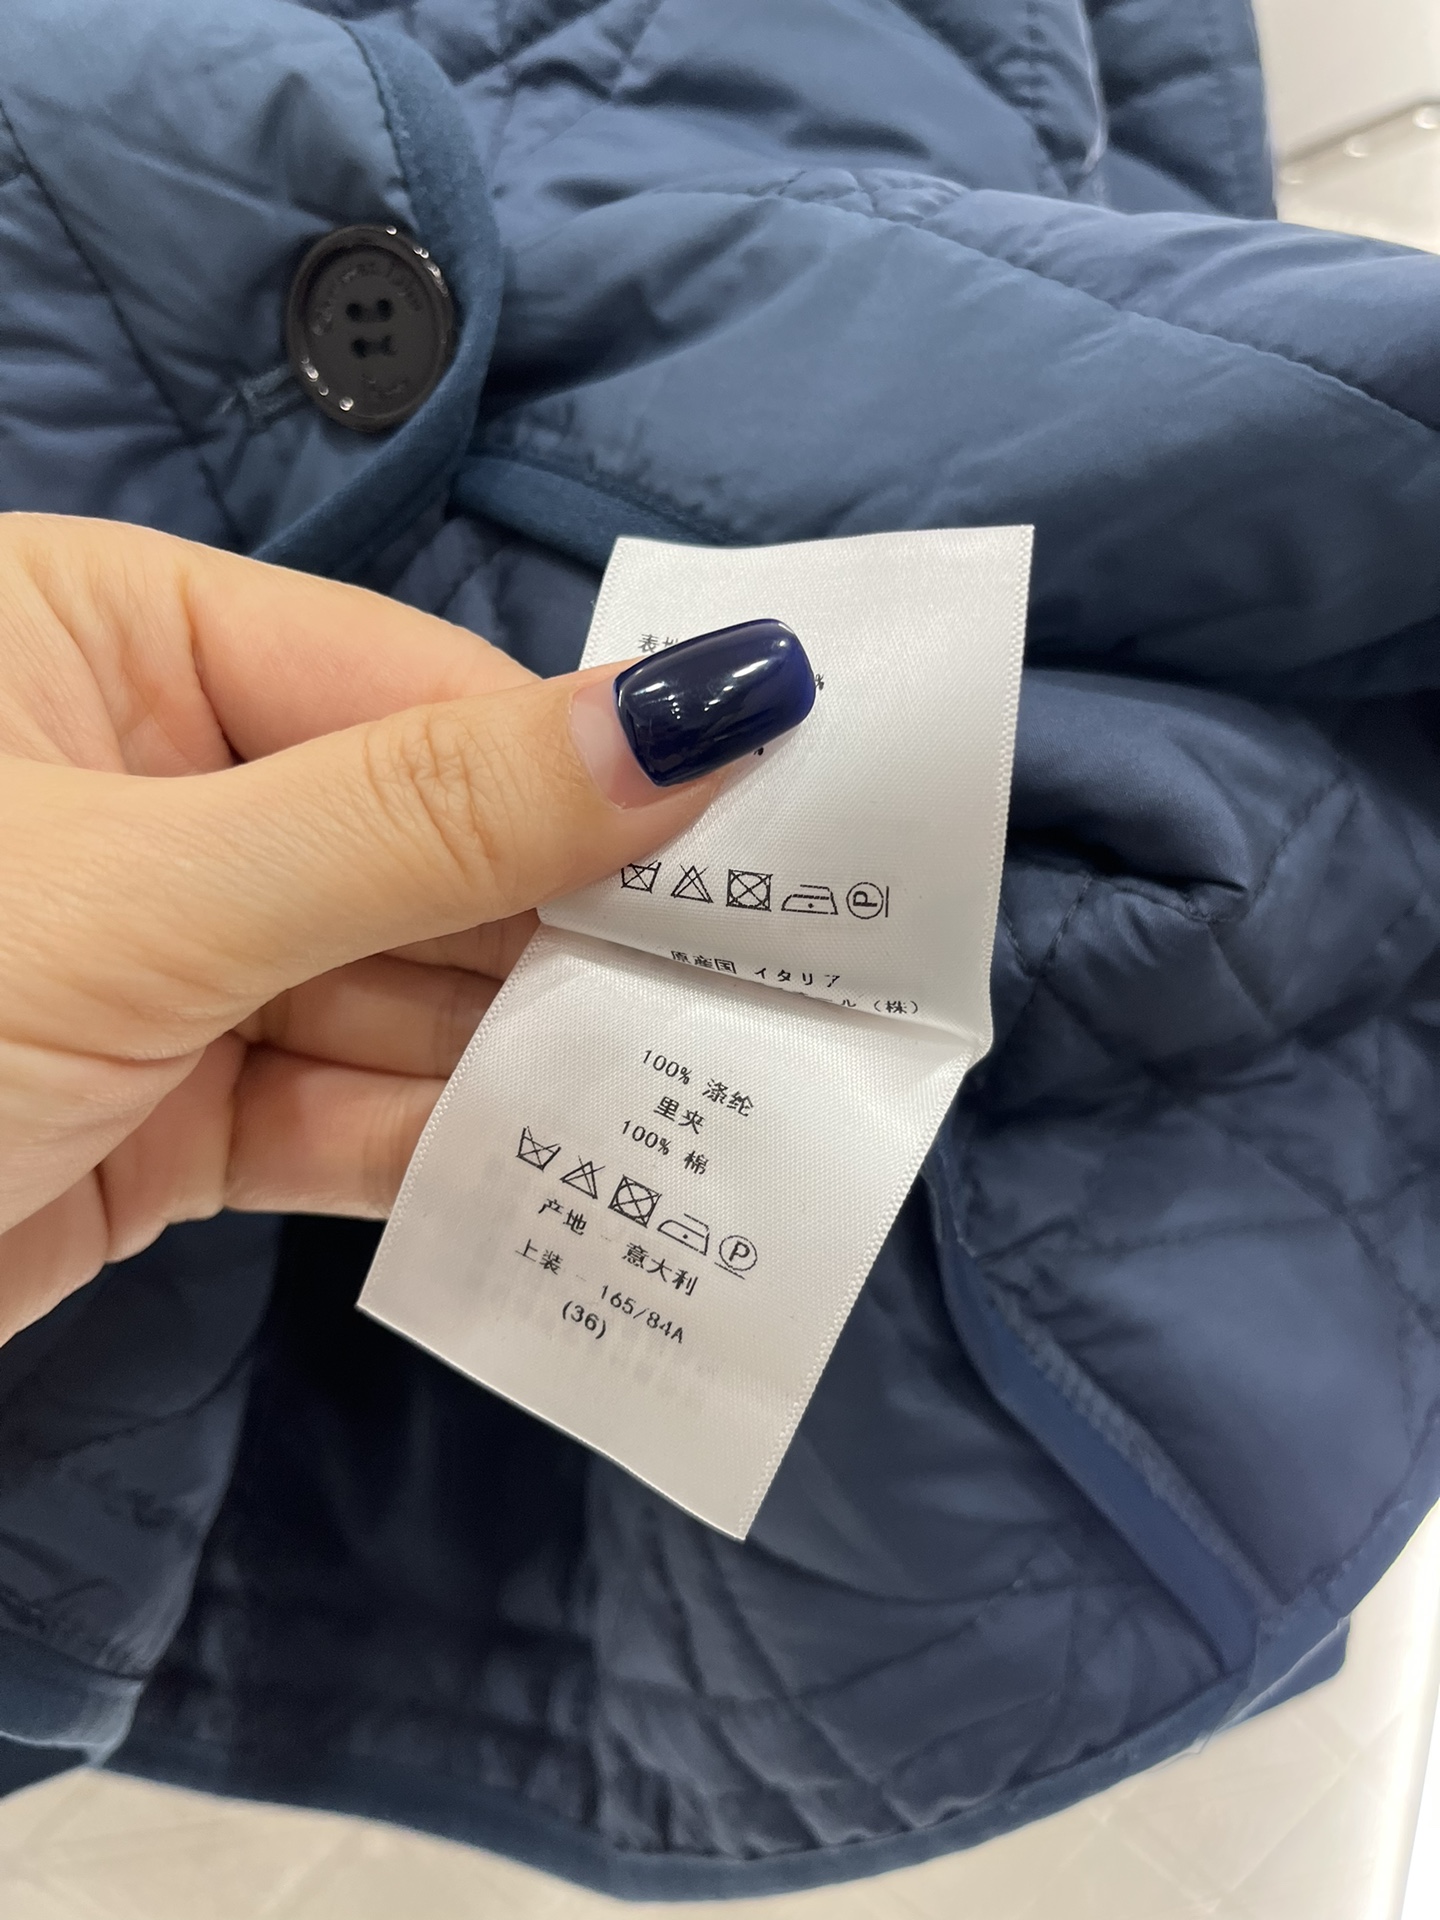 表地
%
原産国 イタリア
ール (株)
100% 涤纶
里夹
100% 棉
P
产地 - 意大利
上装 - 165/84A
(36)